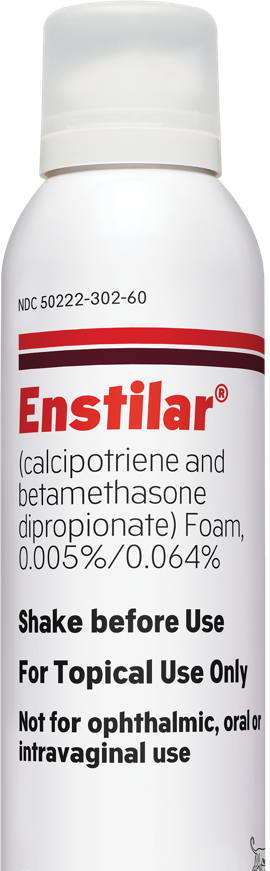 NDC 50222-302-60
Enstilar®
(calcipotriene and
betamethasone
dipropionate) Foam,
0.005%/0.064%
Shake before Use
For Topical Use Only
Not for ophthalmic, oral or
intravaginal use